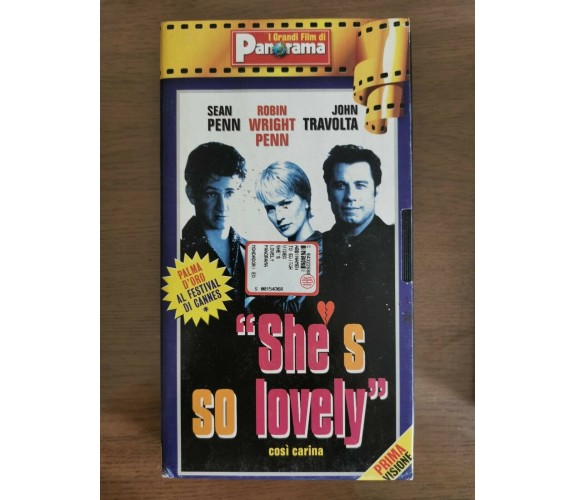 I Grandi Film di
Panorama
SEAN PENN
ROBIN WRIGHT PENN
JOHN TRAVOLTA
PALMA
D'ORO
AL FESTIVAL
DI CANNES
*
"She's
so lovely"
così carina
PRIMA
VISIONE